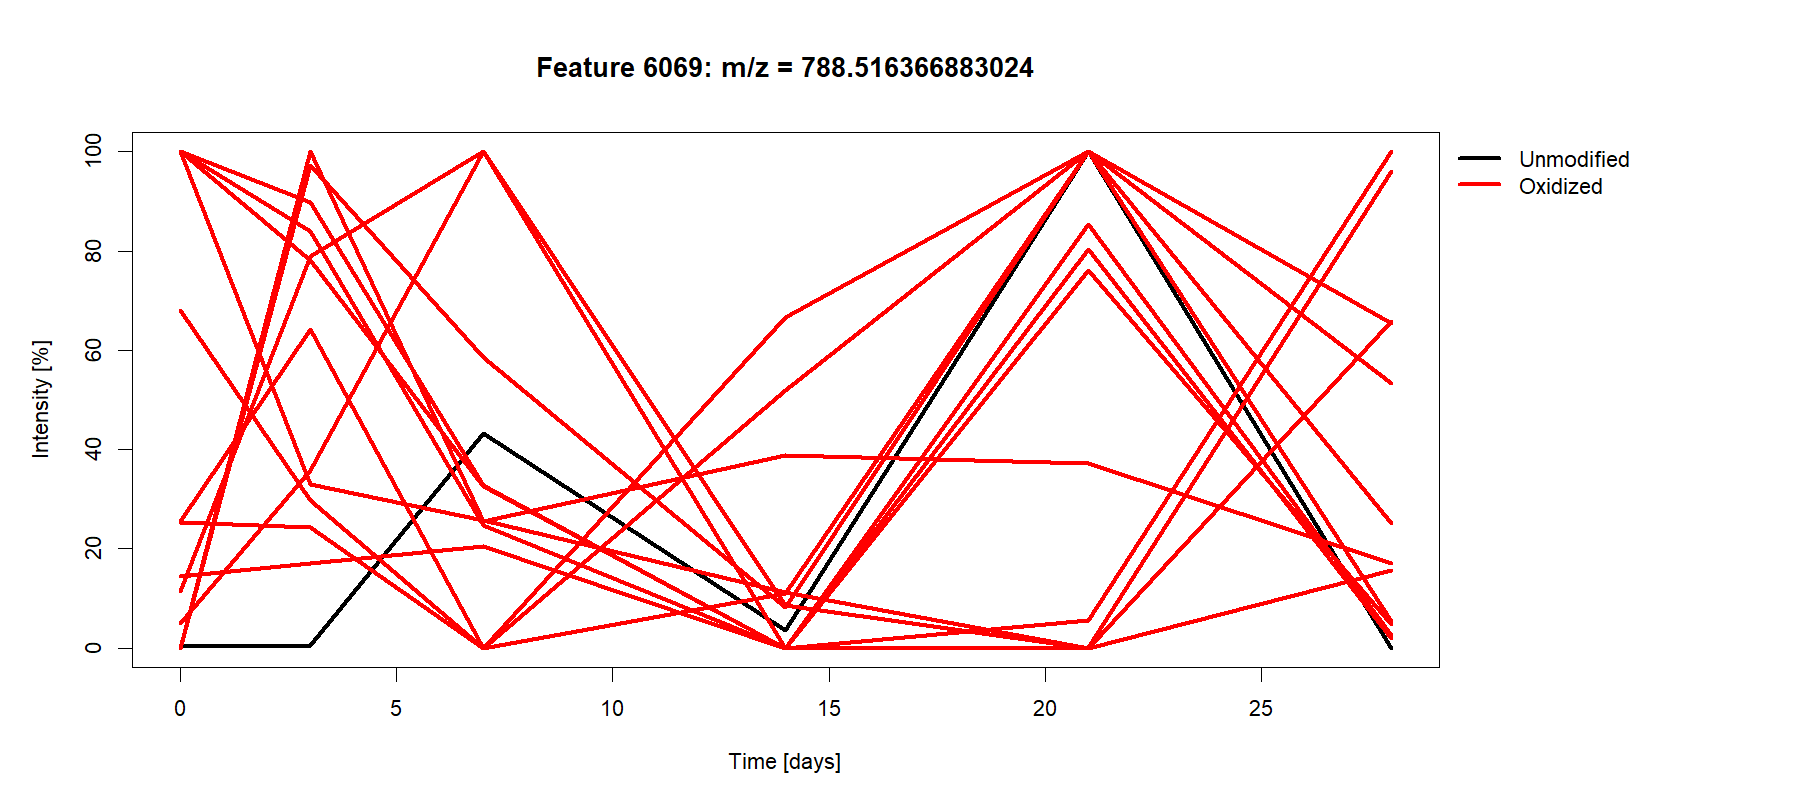 Feature 6069: m/z = 788.516366883024
Intensity [%]
100
80
60
40
20
0
0 5 10 15 20 25
Time [days]
Unmodified
Oxidized